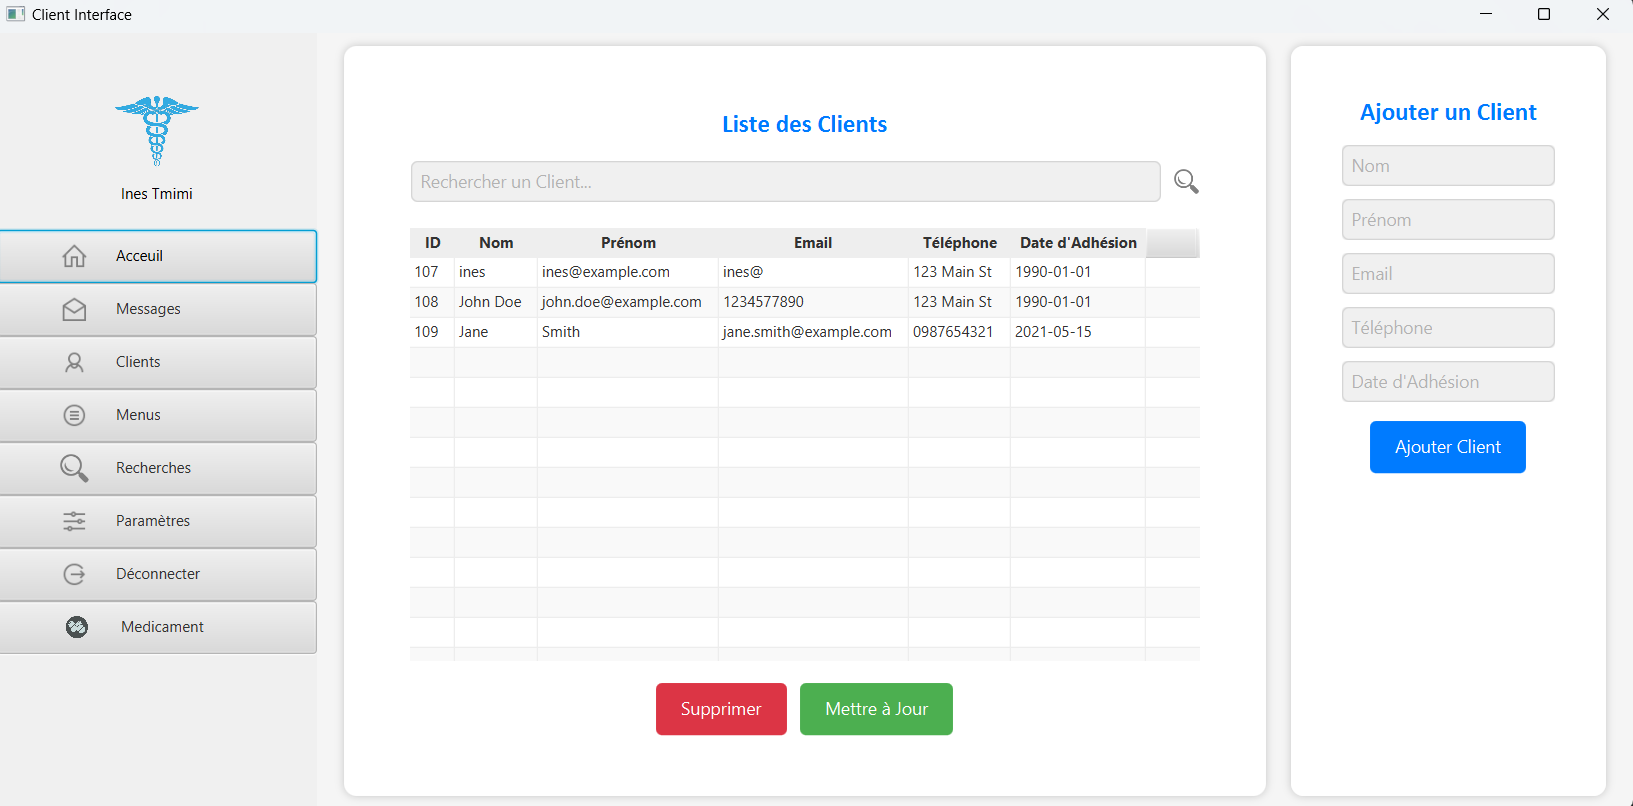 Client Interface
Ines Tmimi
Acceuil
Messages
Clients
Menus
Recherches
Paramètres
Déconnecter
Medicament
Liste des Clients
Rechercher un Client...
ID Nom Prénom Email Téléphone Date d'Adhésion
107 ines ines@example.com ines@ 123 Main St 1990-01-01
108 John Doe john.doe@example.com 1234577890 123 Main St 1990-01-01
109 Jane Smith jane.smith@example.com 0987654321 2021-05-15
Supprimer Mettre à Jour
Ajouter un Client
Nom
Prénom
Email
Téléphone
Date d'Adhésion
Ajouter Client